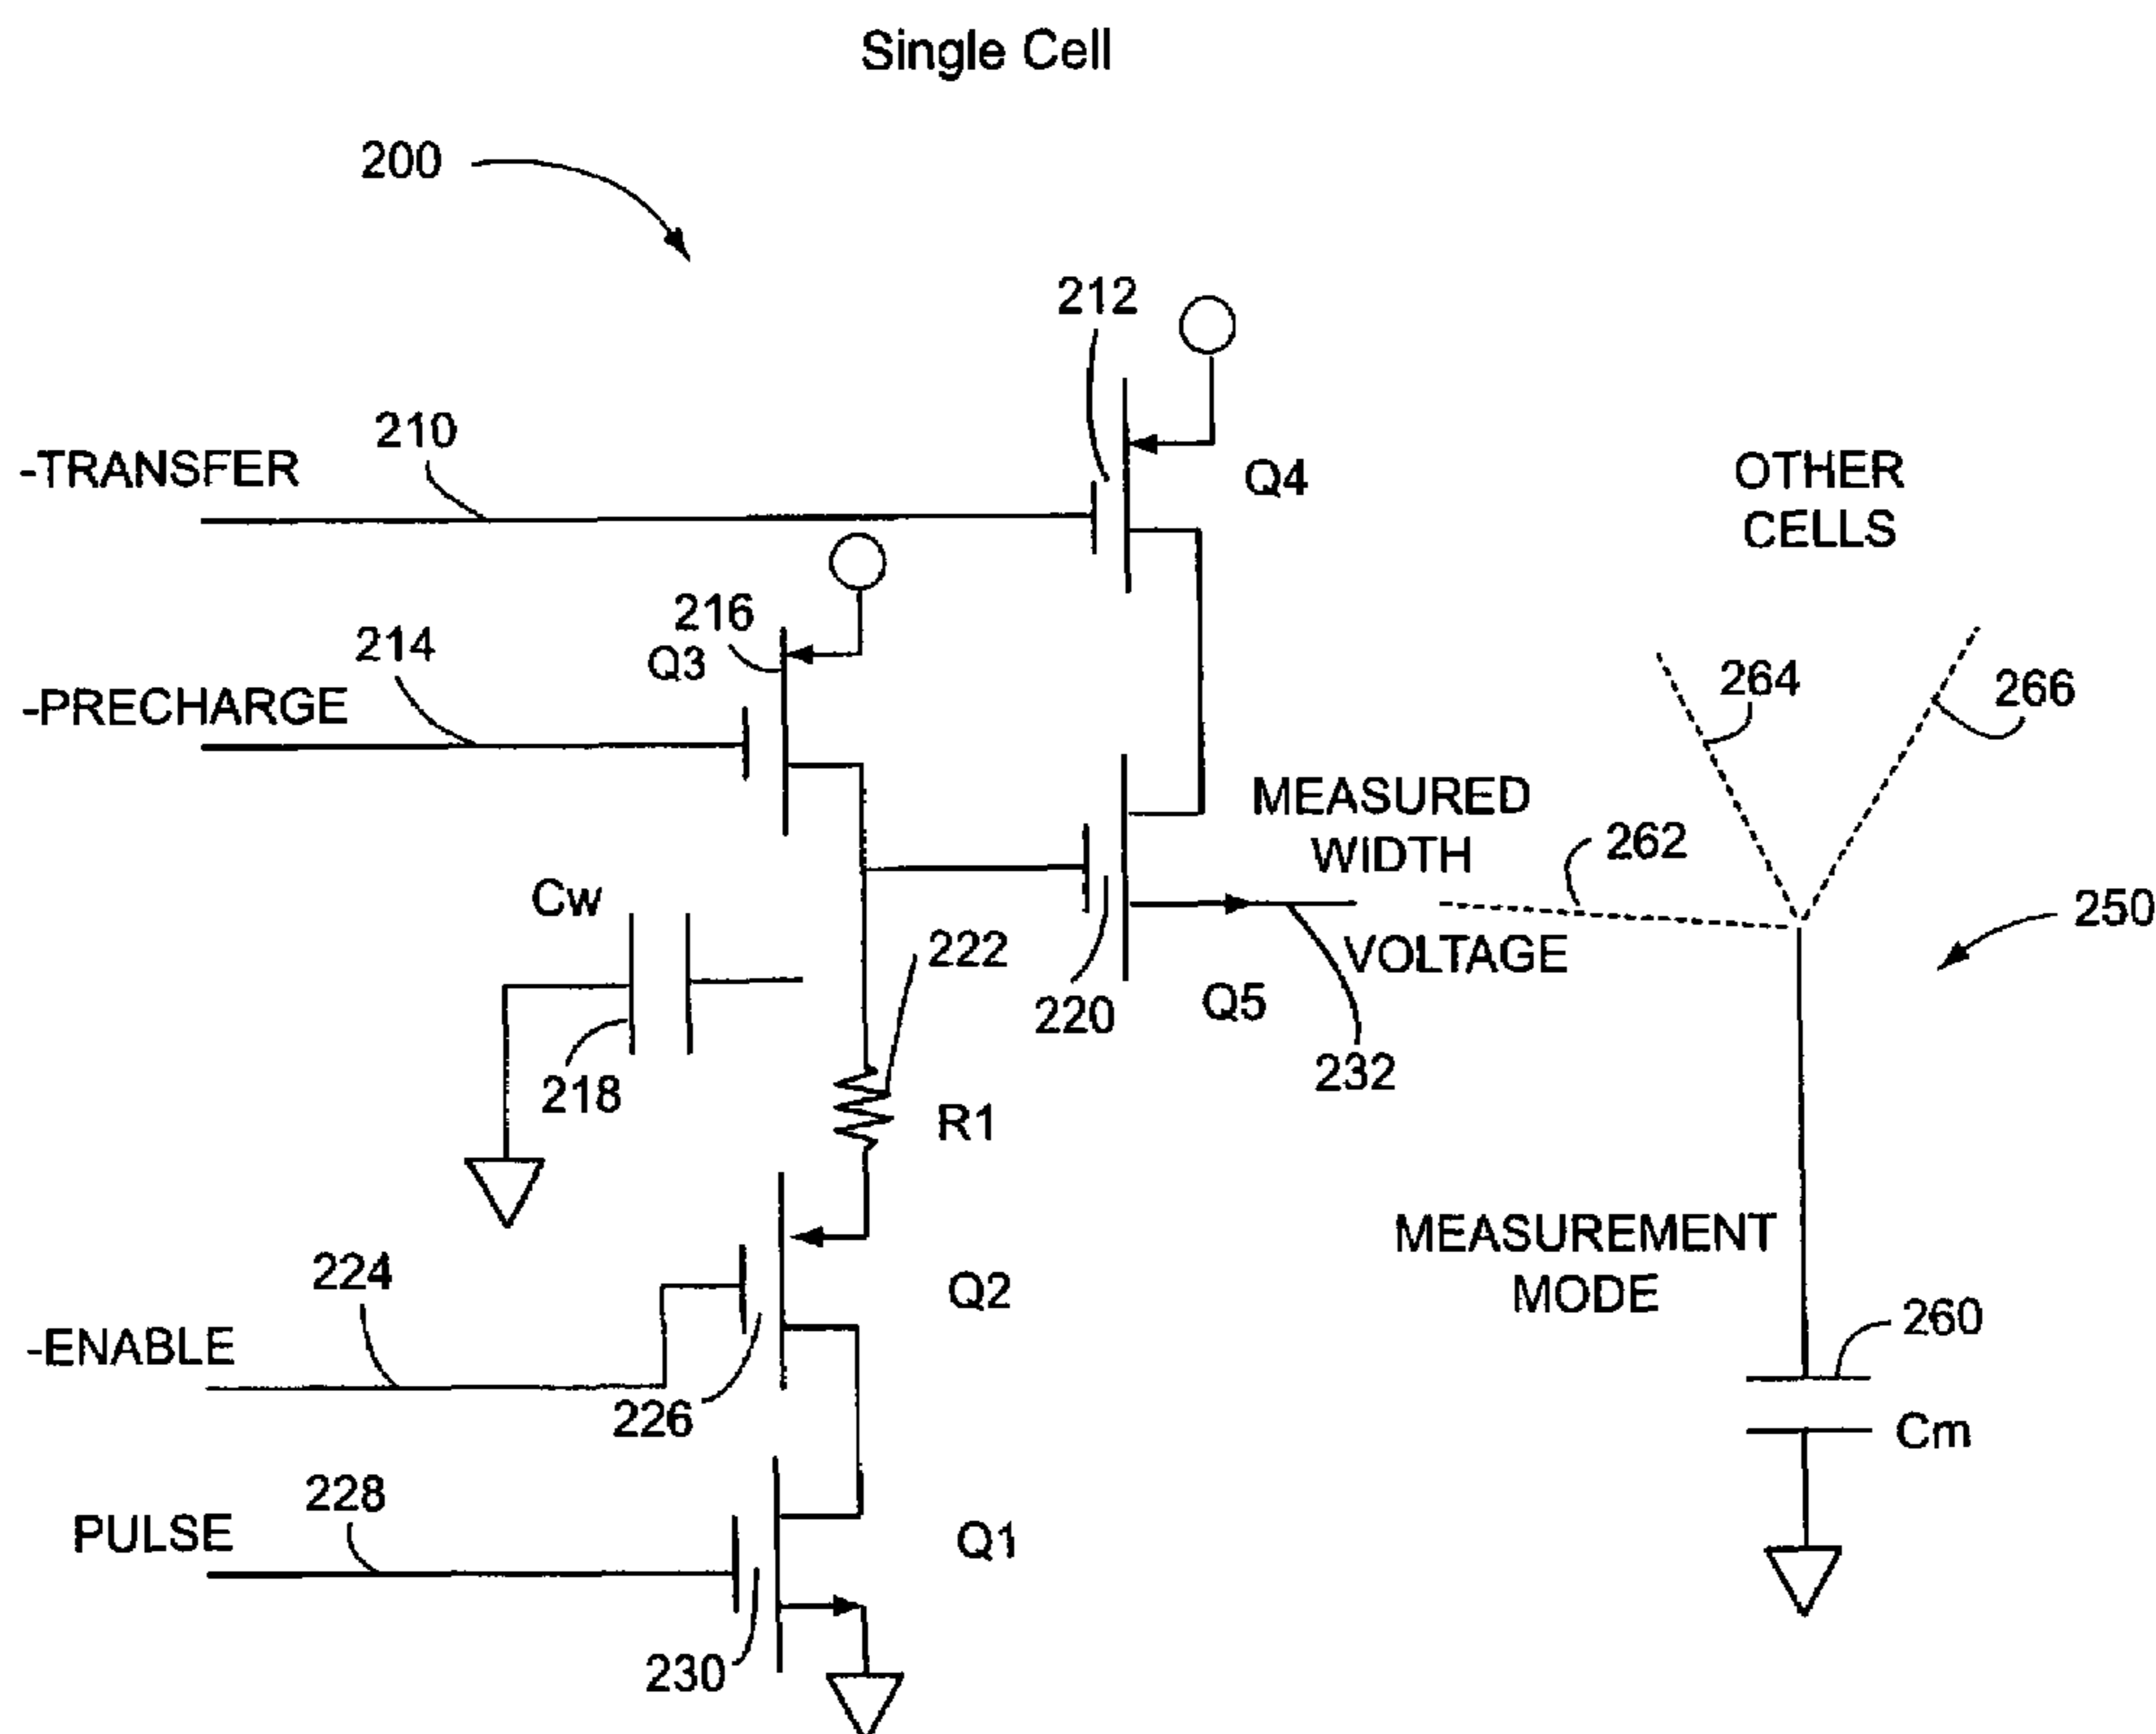 Single Cell
200
212
210
-TRANSFER
Q4
OTHER
CELLS
216
Q3
214
-PRECHARGE
264
266
MEASURED
WIDTH
VOLTAGE
262
250
Cw
222
220
Q5
232
218
R1
MEASUREMENT
MODE
224
-ENABLE
Q2
260
226
Cm
228
PULSE
Q1
230